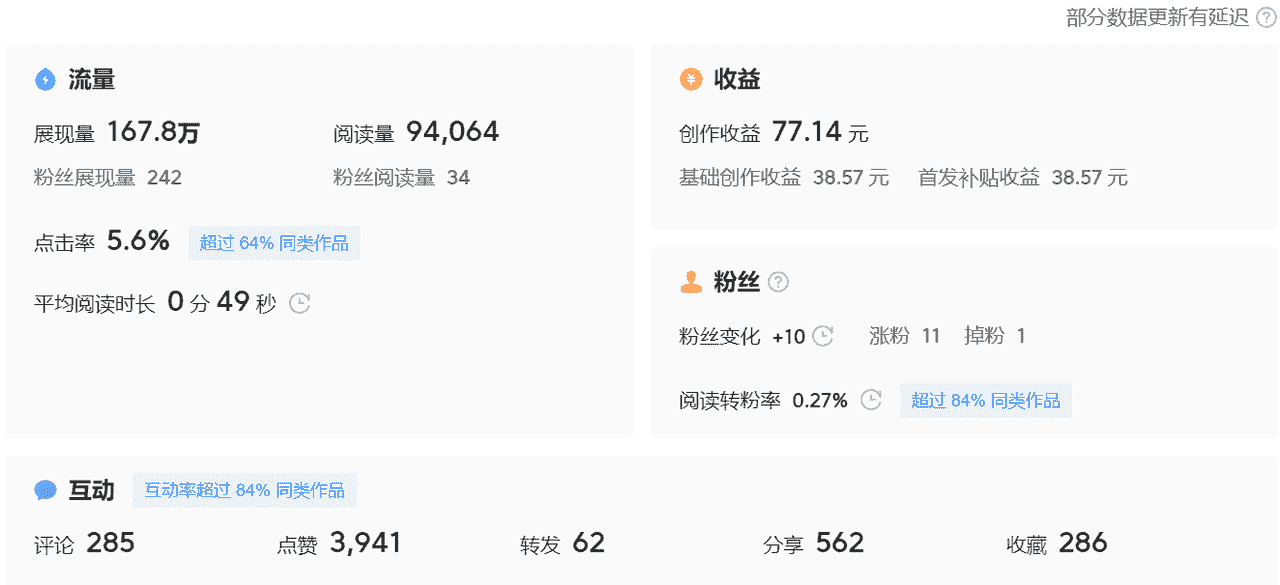 部分数据更新有延迟
流量
展现量 167.8万 阅读量 94,064
粉丝展现量 242 粉丝阅读量 34
点击率 5.6% 超过 64% 同类作品
平均阅读时长 0 分 49 秒
收益
创作收益 77.14 元
基础创作收益 38.57 元 首发补贴收益 38.57 元
粉丝
粉丝变化 +10 涨粉 11 掉粉 1
阅读转粉率 0.27% 超过 84% 同类作品
互动 互动率超过 84% 同类作品
评论 285 点赞 3,941 转发 62 分享 562 收藏 286